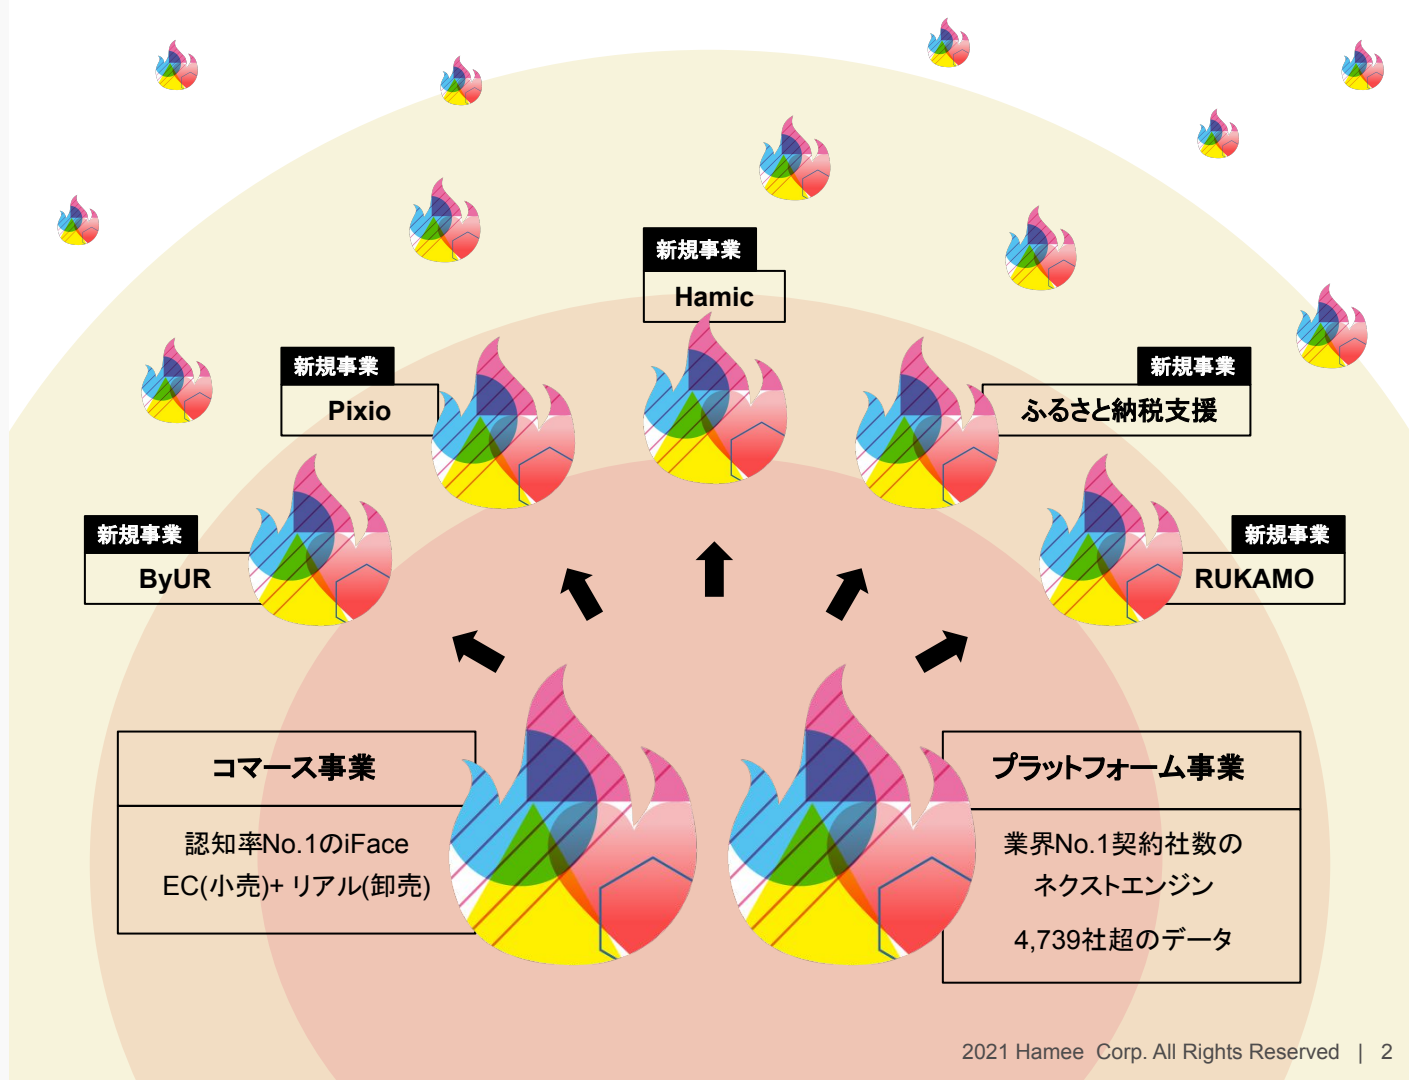 新規事業
Hamic
新規事業
Pixio
新規事業
ふるさと納税支援
新規事業
ByUR
新規事業
RUKAMO
コマース事業
認知率No.1のiFace
EC(小売)+ リアル(卸売)
プラットフォーム事業
業界No.1契約社数の
ネクストエンジン
4,739社超のデータ
2021 Hamee Corp. All Rights Reserved | 2